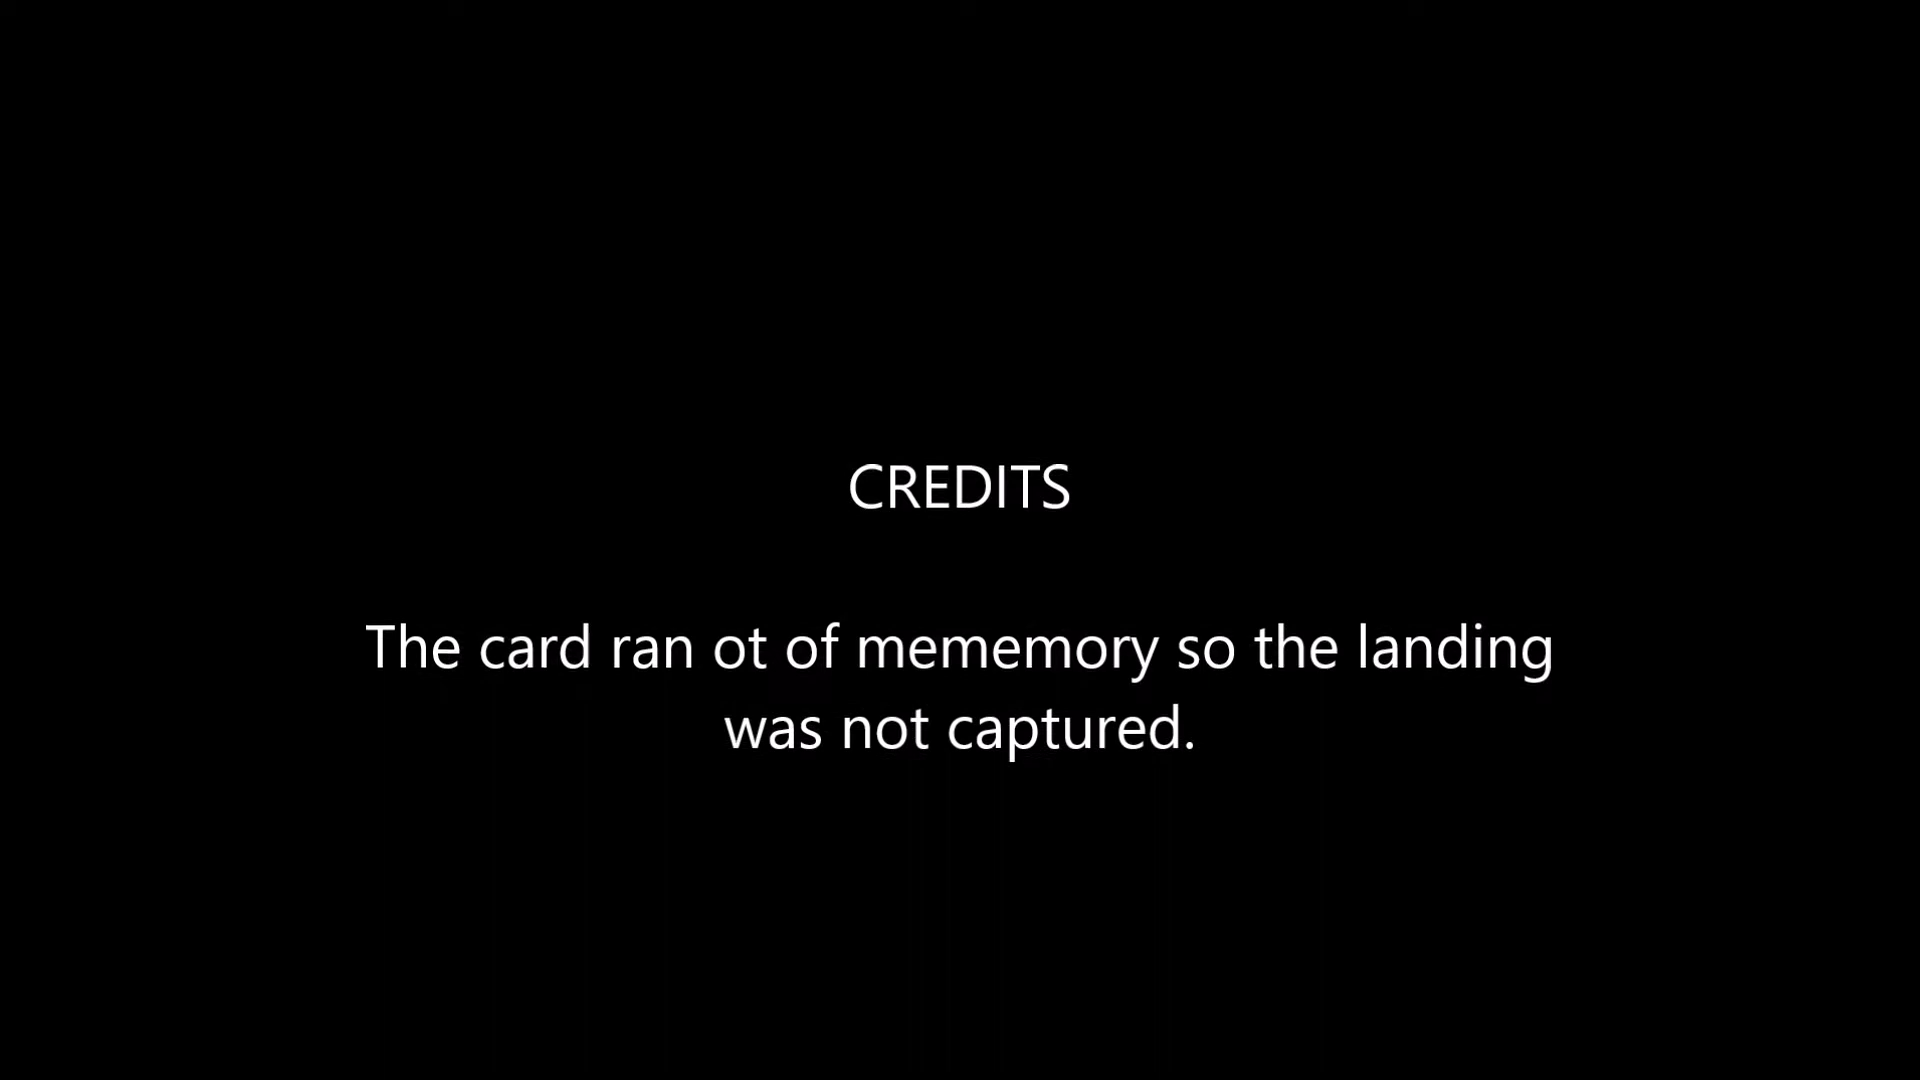 CREDITS
The card ran ot of mememory so the landing
was not captured.